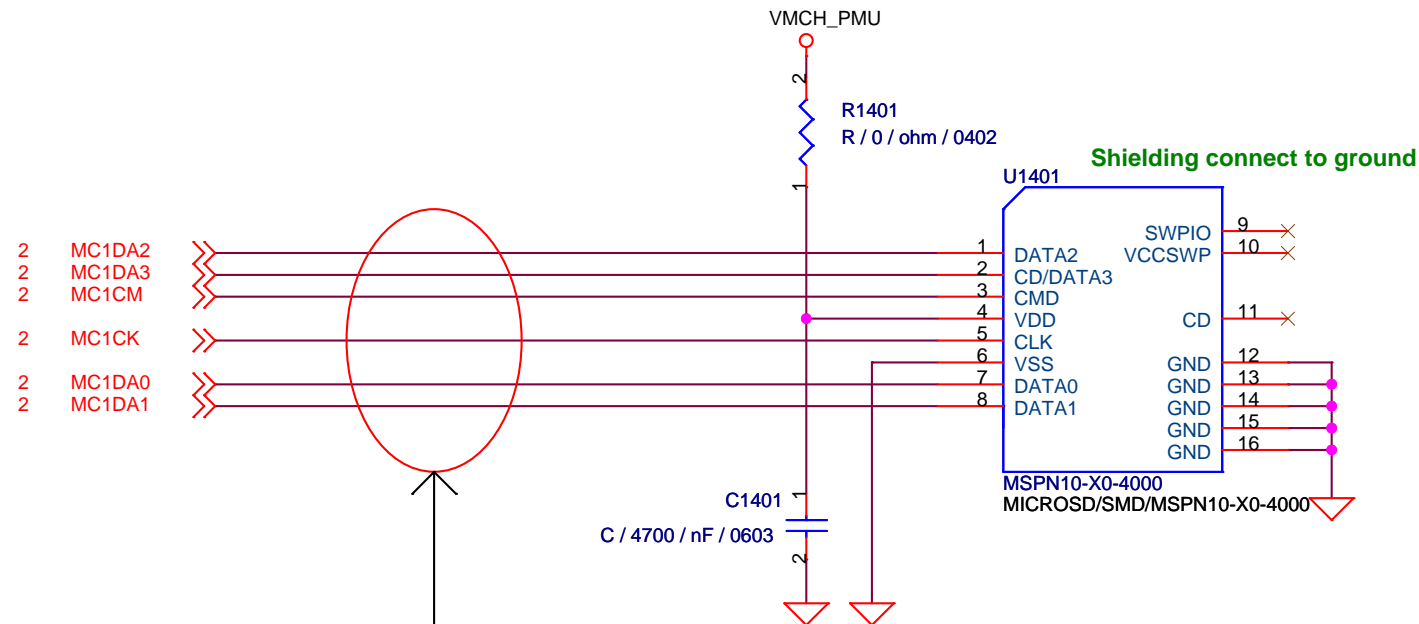 VMCH_PMU
2
R1401
R / 0 / ohm / 0402
1
Shielding connect to ground
U1401
2 MC1DA2
2 MC1DA3
2 MC1CM
2 MC1CK
2 MC1DA0
2 MC1DA1
1 DATA2
2 CD/DATA3
3 CMD
4 VDD
5 CLK
6 VSS
7 DATA0
8 DATA1
SWPIO 9
VCCSWP 10
CD 11
GND 12
GND 13
GND 14
GND 15
GND 16
MSPN10-X0-4000
MICROSD/SMD/MSPN10-X0-4000
1
C1401
C / 4700 / nF / 0603
2